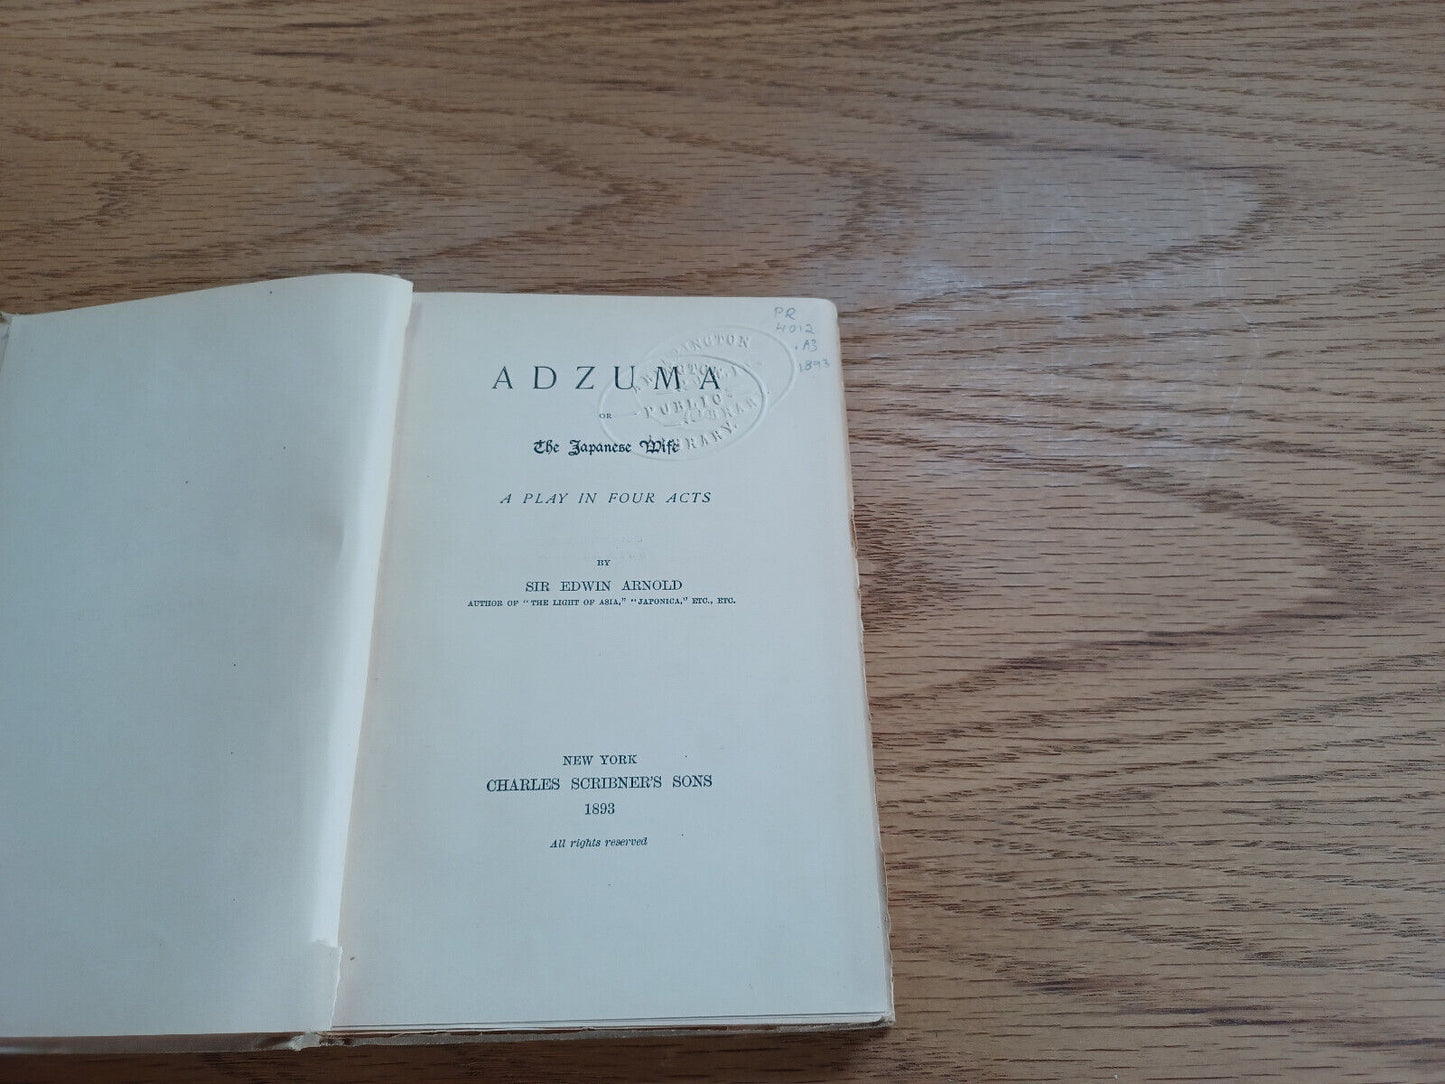 PR
4012
.A3
1893
ADZUMA
OR
The Japanese Wife
PUBLIC
LIBRARY.
A PLAY IN FOUR ACTS
BY
SIR EDWIN ARNOLD
AUTHOR OF "THE LIGHT OF ASIA," "JAPONICA," ETC., ETC.
NEW YORK
CHARLES SCRIBNER'S SONS
1893
All rights reserved